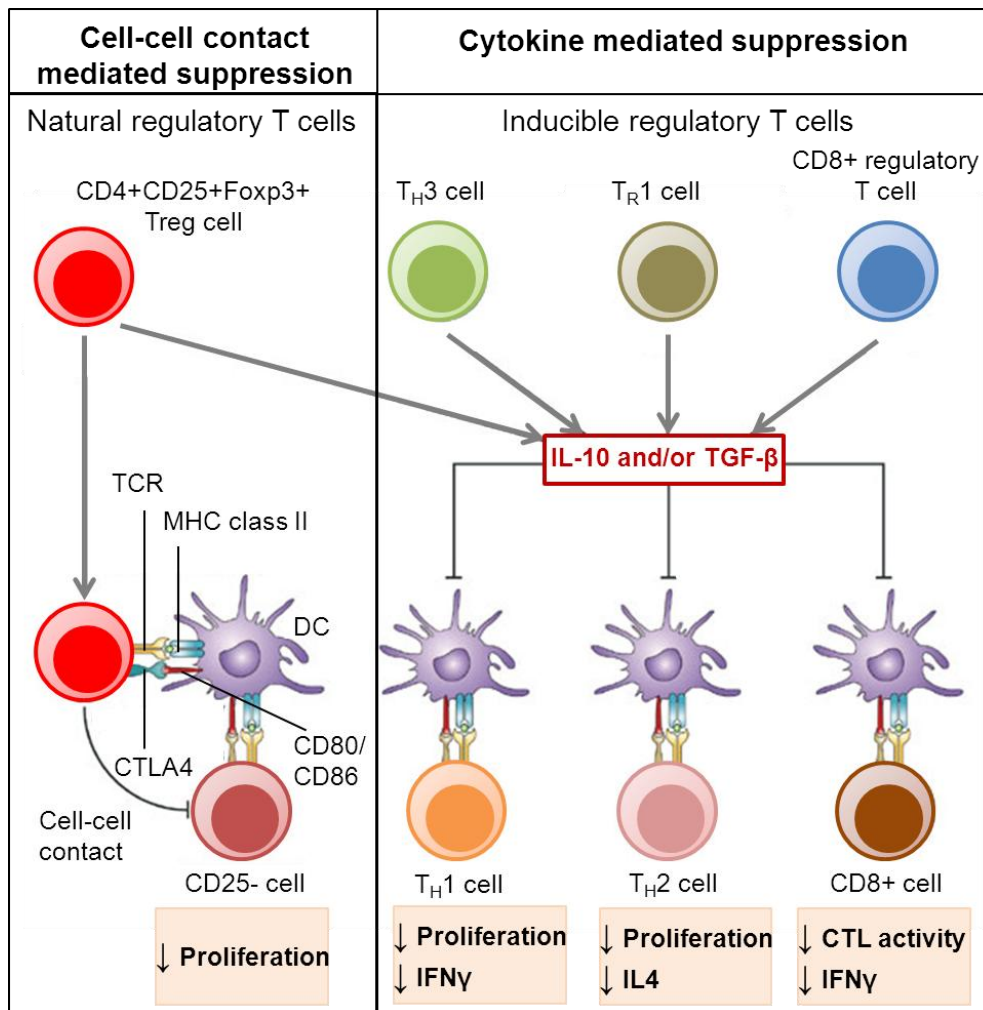 Cell-cell contact
mediated suppression
Cytokine mediated suppression
Natural regulatory T cells
Inducible regulatory T cells
CD4+CD25+Foxp3+
Treg cell
TH3 cell
TR1 cell
CD8+ regulatory
T cell
IL-10 and/or TGF-β
TCR
MHC class II
DC
CTLA4
CD80/
CD86
Cell-cell
contact
CD25- cell
TH1 cell
TH2 cell
CD8+ cell
↓ Proliferation
↓ Proliferation
↓ IFNγ
↓ Proliferation
↓ IL4
↓ CTL activity
↓ IFNγ